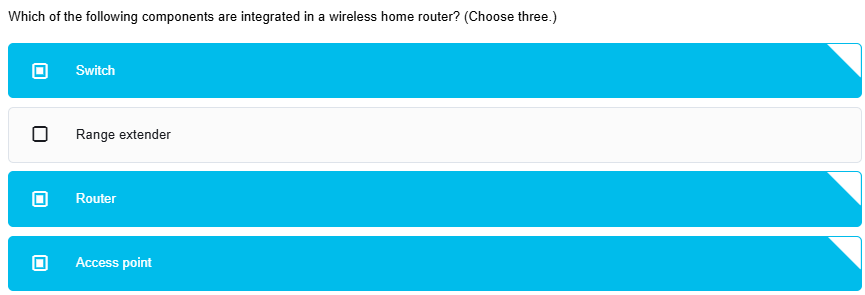 Which of the following components are integrated in a wireless home router? (Choose three.)
Switch
Range extender
Router
Access point